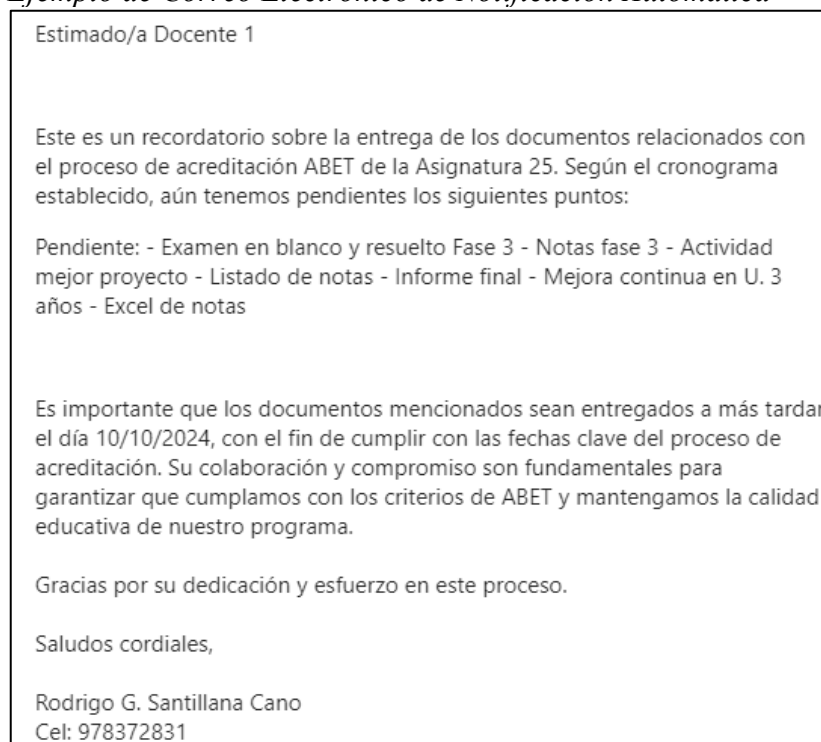 Ejemplo de Correo Electrónico de Notificación Automática
Estimado/a Docente 1
Este es un recordatorio sobre la entrega de los documentos relacionados con
el proceso de acreditación ABET de la Asignatura 25. Según el cronograma
establecido, aún tenemos pendientes los siguientes puntos:
Pendiente: - Examen en blanco y resuelto Fase 3 - Notas fase 3 - Actividad
mejor proyecto - Listado de notas - Informe final - Mejora continua en U. 3
años - Excel de notas
Es importante que los documentos mencionados sean entregados a más tardar
el día 10/10/2024, con el fin de cumplir con las fechas clave del proceso de
acreditación. Su colaboración y compromiso son fundamentales para
garantizar que cumplamos con los criterios de ABET y mantengamos la calidad
educativa de nuestro programa.
Gracias por su dedicación y esfuerzo en este proceso.
Saludos cordiales,
Rodrigo G. Santillana Cano
Cel: 978372831